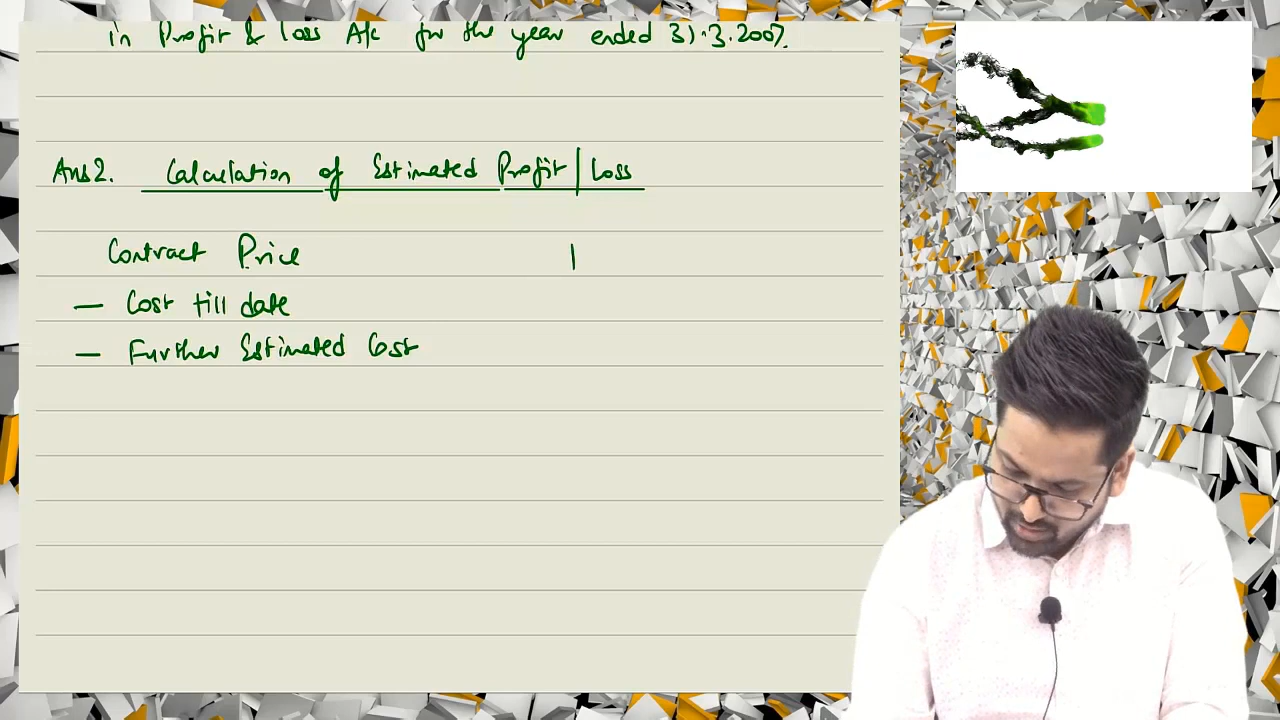 in Profit & loss A/c for the year ended 31.3.2007.
Ans 2. Calculation of Estimated Profit | Loss
Contract Price 1
— Cost till date
— Further Estimated Cost